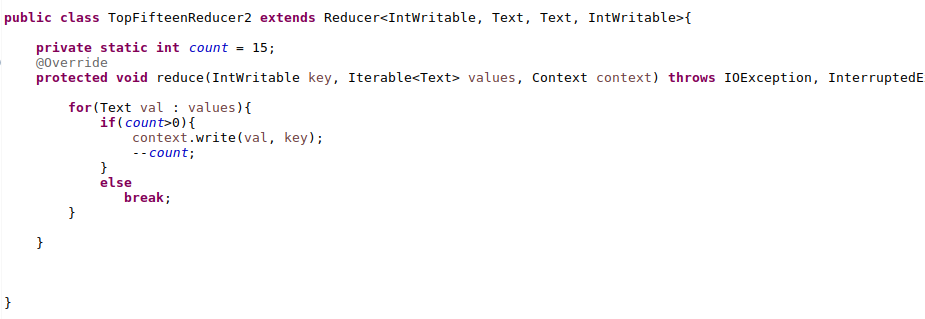 public class TopFifteenReducer2 extends Reducer<IntWritable, Text, Text, IntWritable>{
private static int count = 15;
@Override
protected void reduce(IntWritable key, Iterable<Text> values, Context context) throws IOException, InterruptedE
for(Text val : values){
if(count>0){
context.write(val, key);
--count;
}
else
break;
}
}
}